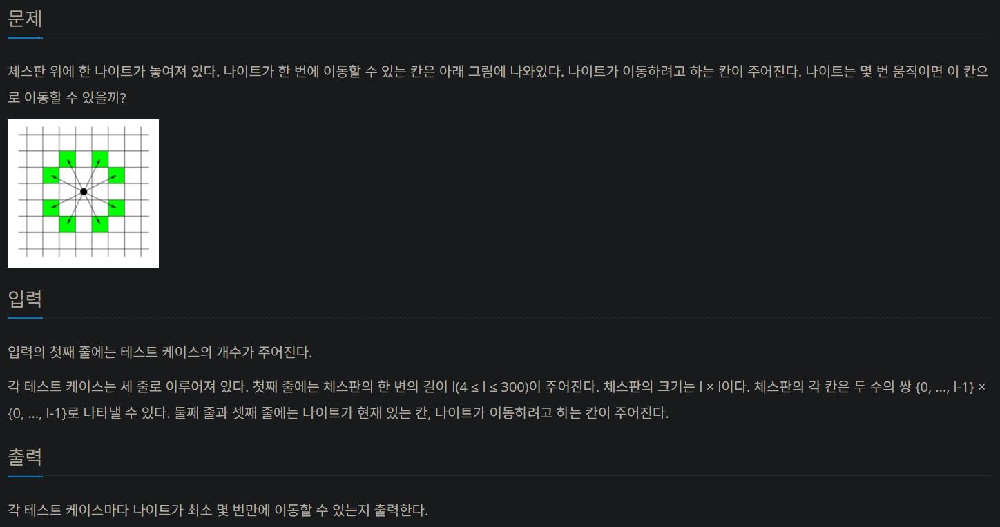 문제
체스판 위에 한 나이트가 놓여져 있다. 나이트가 한 번에 이동할 수 있는 칸은 아래 그림에 나와있다. 나이트가 이동하려고 하는 칸이 주어진다. 나이트는 몇 번 움직이면 이 칸으
로 이동할 수 있을까?
입력
입력의 첫째 줄에는 테스트 케이스의 개수가 주어진다.
각 테스트 케이스는 세 줄로 이루어져 있다. 첫째 줄에는 체스판의 한 변의 길이 l(4 ≤ l ≤ 300)이 주어진다. 체스판의 크기는 l × l이다. 체스판의 각 칸은 두 수의 쌍 {0, ..., l-1} ×
{0, ..., l-1}로 나타낼 수 있다. 둘째 줄과 셋째 줄에는 나이트가 현재 있는 칸, 나이트가 이동하려고 하는 칸이 주어진다.
출력
각 테스트 케이스마다 나이트가 최소 몇 번만에 이동할 수 있는지 출력한다.